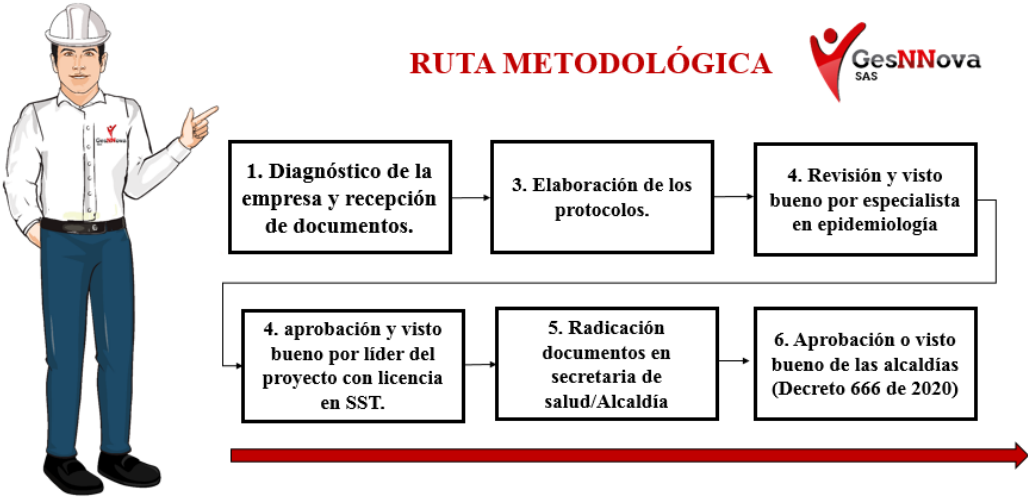 RUTA METODOLÓGICA
GesNNova
SAS
GesNNova
1. Diagnóstico de la
empresa y recepción
de documentos.
3. Elaboración de los
protocolos.
4. Revisión y visto
bueno por especialista
en epidemiología
4. aprobación y visto
bueno por líder del
proyecto con licencia
en SST.
5. Radicación
documentos en
secretaria de
salud/Alcaldía
6. Aprobación o visto
bueno de las alcaldías
(Decreto 666 de 2020)